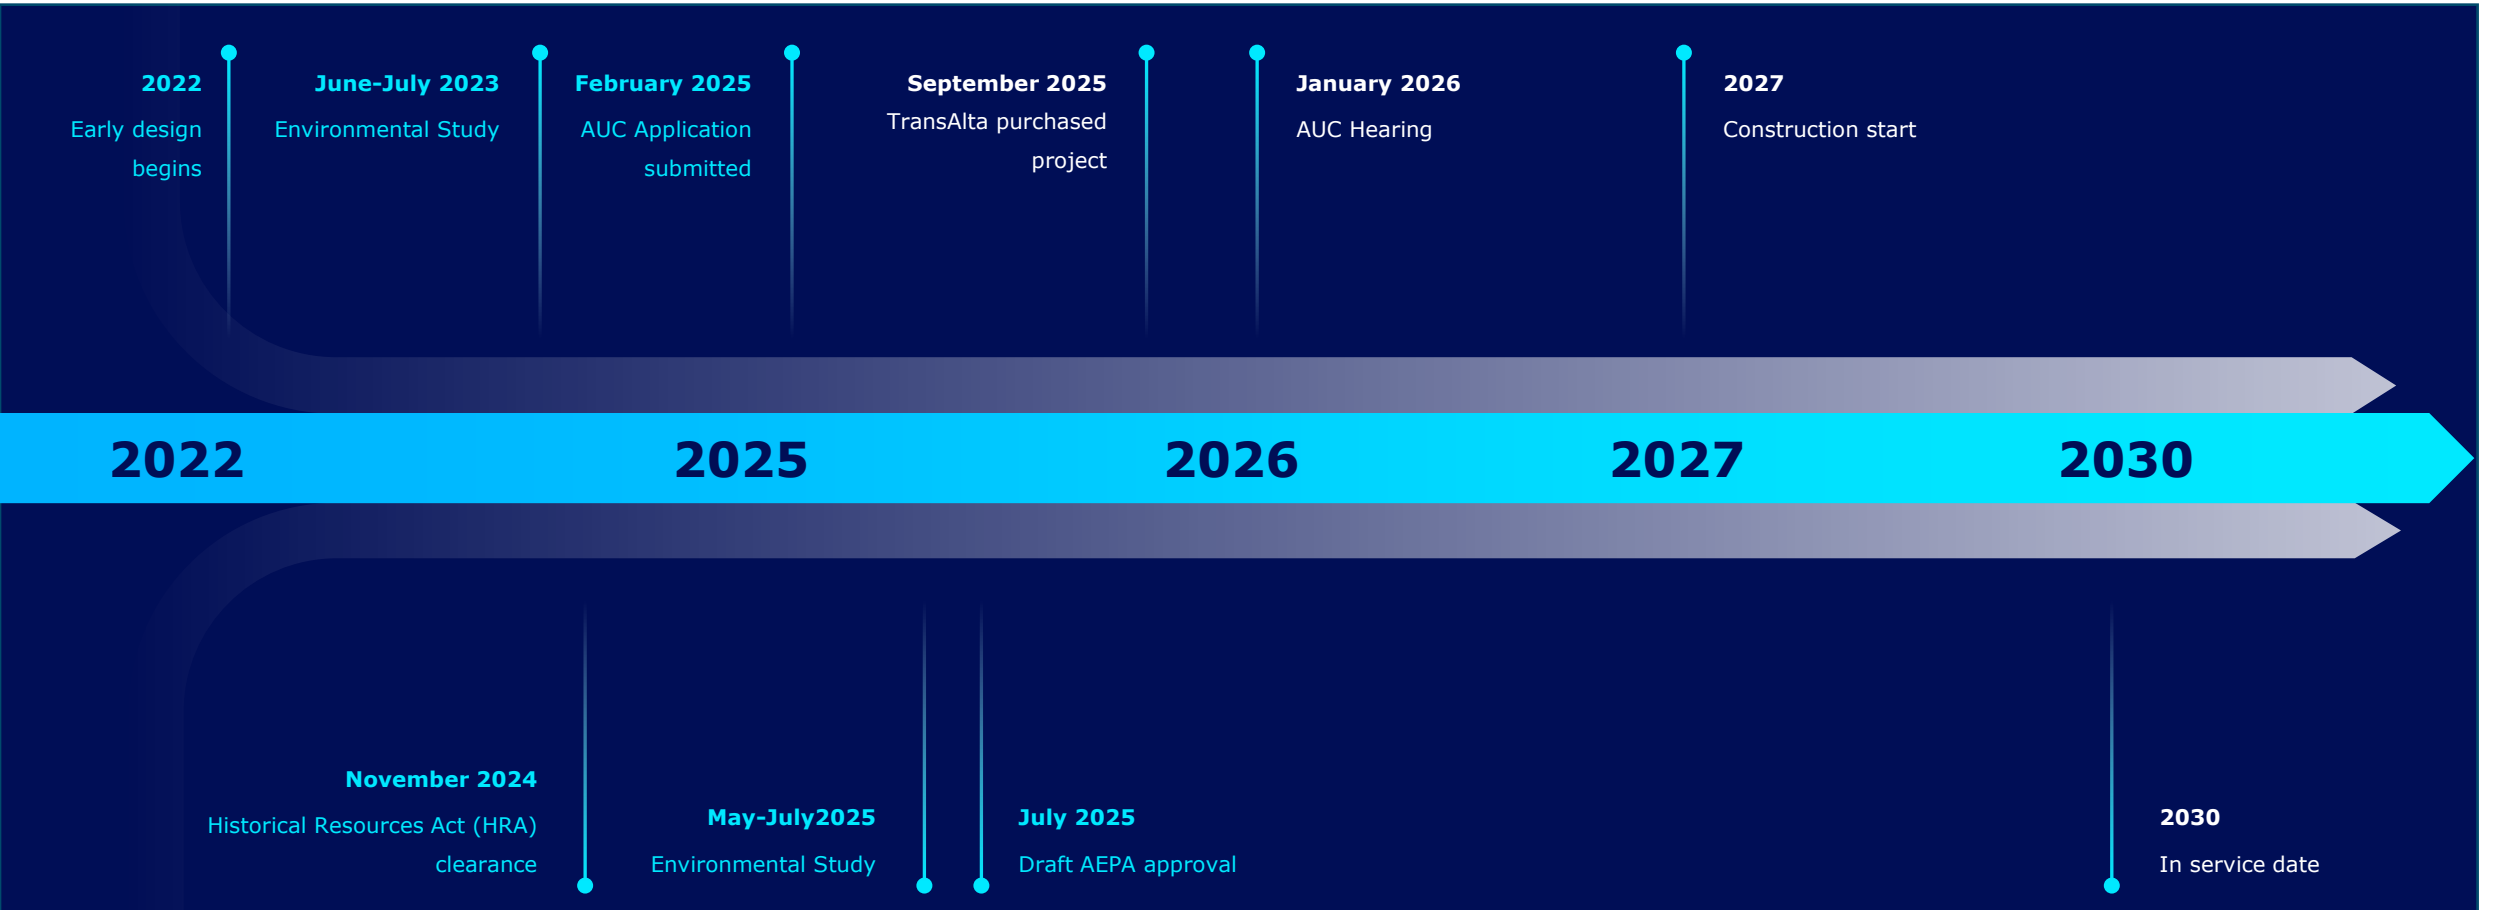 2022
Early design
begins
June-July 2023
Environmental Study
February 2025
AUC Application
submitted
September 2025
TransAlta purchased
project
January 2026
AUC Hearing
2027
Construction start
2022
2025
2026
2027
2030
November 2024
Historical Resources Act (HRA)
clearance
May-July2025
Environmental Study
July 2025
Draft AEPA approval
2030
In service date